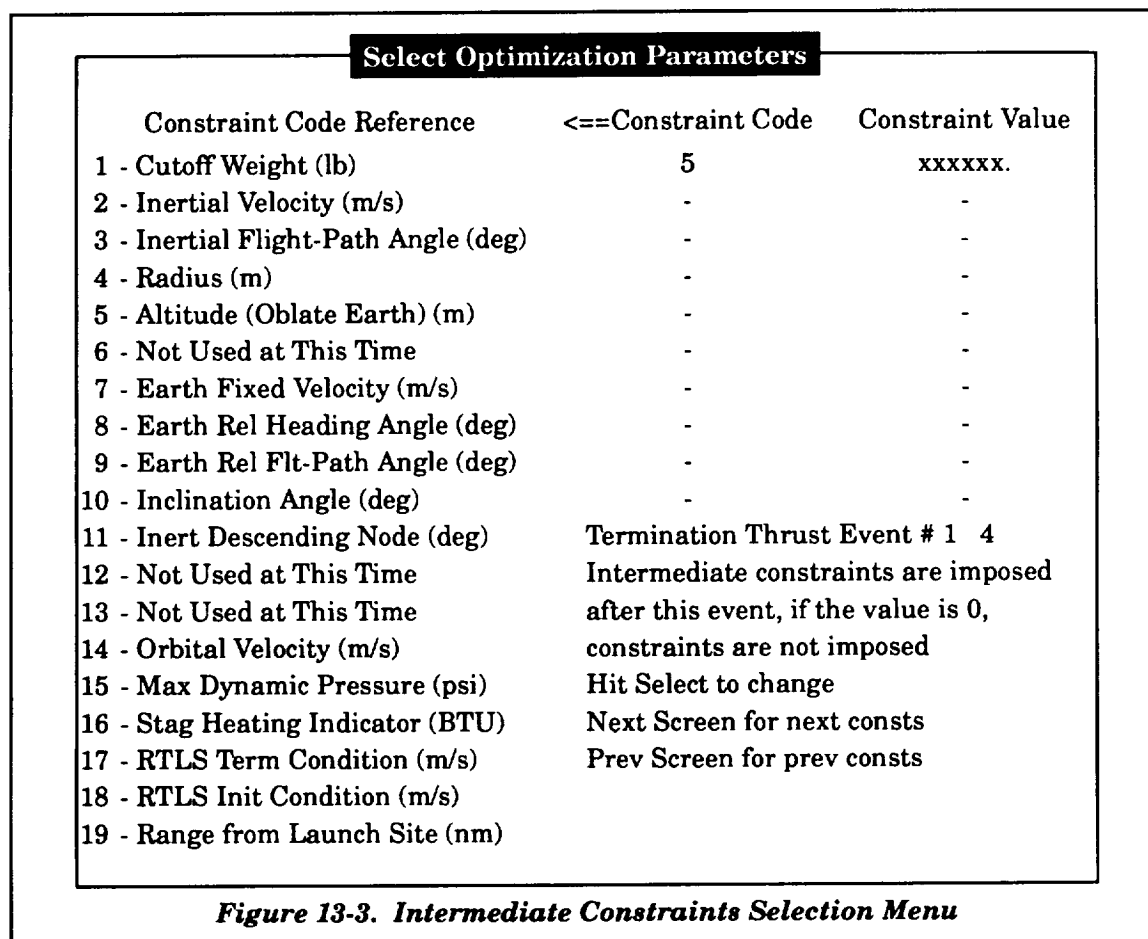 Select Optimization Parameters
Constraint Code Reference <==Constraint Code Constraint Value
1 - Cutoff Weight (lb) 5 xxxxxx.
2 - Inertial Velocity (m/s) - -
3 - Inertial Flight-Path Angle (deg) - -
4 - Radius (m) - -
5 - Altitude (Oblate Earth) (m) - -
6 - Not Used at This Time - -
7 - Earth Fixed Velocity (m/s) - -
8 - Earth Rel Heading Angle (deg) - -
9 - Earth Rel Flt-Path Angle (deg) - -
10 - Inclination Angle (deg) - -
11 - Inert Descending Node (deg) Termination Thrust Event # 1 4
12 - Not Used at This Time Intermediate constraints are imposed
13 - Not Used at This Time after this event, if the value is 0,
14 - Orbital Velocity (m/s) constraints are not imposed
15 - Max Dynamic Pressure (psi) Hit Select to change
16 - Stag Heating Indicator (BTU) Next Screen for next consts
17 - RTLS Term Condition (m/s) Prev Screen for prev consts
18 - RTLS Init Condition (m/s)
19 - Range from Launch Site (nm)
Figure 13-3. Intermediate Constraints Selection Menu